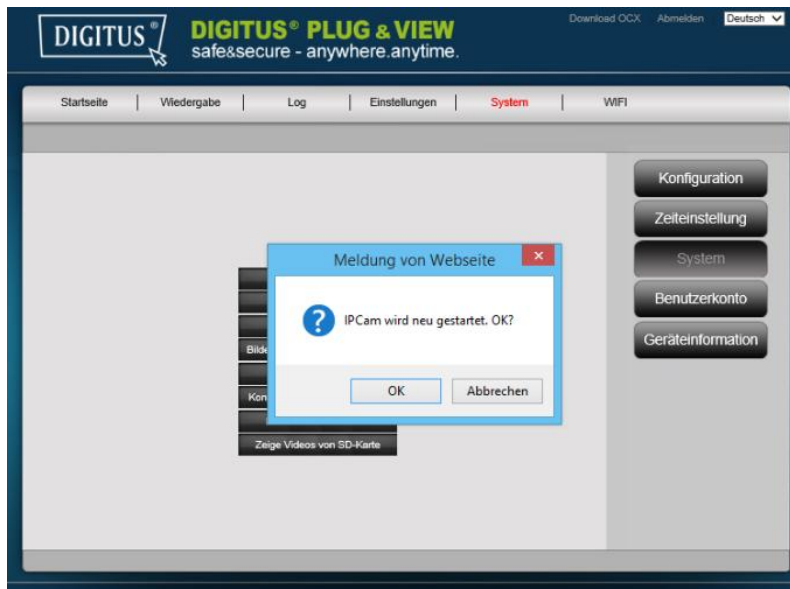 Download OCX Abmelden Deutsch
DIGITUS®
DIGITUS® PLUG & VIEW
safe&secure - anywhere.anytime.
Startseite | Wiedergabe | Log | Einstellungen | System | WIFI
Konfiguration
Zeiteinstellung
System
Benutzerkonto
Geräteinformation
Meldung von Webseite
IPCam wird neu gestartet. OK?
OK Abbrechen
Bilde
Kon
Zeige Videos von SD-Karte